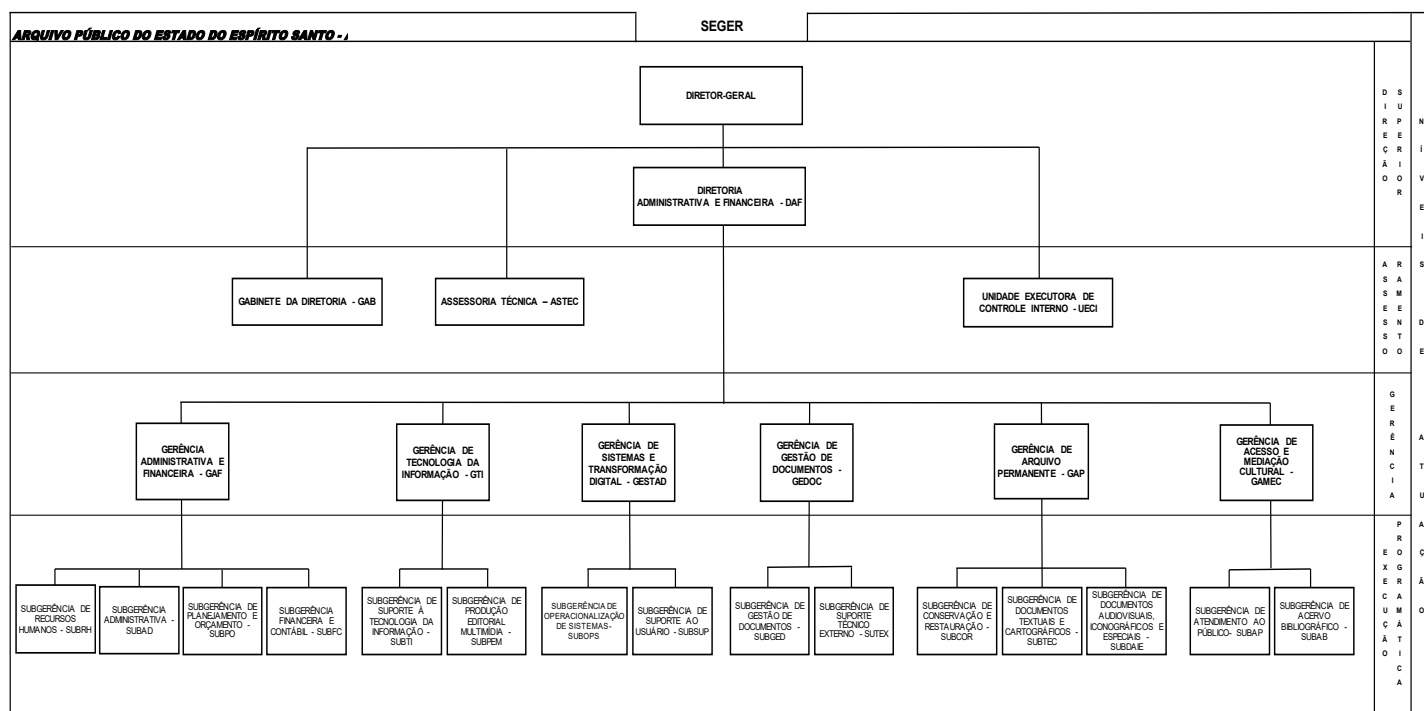 SEGER
ARQUIVO PÚBLICO DO ESTADO DO ESPÍRITO SANTO -
DIRETOR-GERAL
DIRETORIA
ADMINISTRATIVA E FINANCEIRA - DAF
DIREÇÃO
SUPERIOR
GABINETE DA DIRETORIA - GAB
ASSESSORIA TÉCNICA – ASTEC
UNIDADE EXECUTORA DE
CONTROLE INTERNO - UECI
ASSESSO
RAMENTO
GERÊNCIA
ADMINISTRATIVA E
FINANCEIRA - GAF
GERÊNCIA DE
TECNOLOGIA DA
INFORMAÇÃO - GTI
GERÊNCIA DE
SISTEMAS E
TRANSFORMAÇÃO
DIGITAL - GESTAD
GERÊNCIA DE
GESTÃO DE
DOCUMENTOS -
GEDOC
GERÊNCIA DE
ARQUIVO
PERMANENTE - GAP
GERÊNCIA DE
ACESSO E
MEDIAÇÃO
CULTURAL -
GAMEC
GERÊNCIA
SUBGERÊNCIA DE
RECURSOS
HUMANOS - SUBRH
SUBGERÊNCIA
ADMINISTRATIVA -
SUBAD
SUBGERÊNCIA DE
PLANEJAMENTO E
ORÇAMENTO -
SUBPO
SUBGERÊNCIA
FINANCEIRA E
CONTÁBIL - SUBFC
SUBGERÊNCIA DE
SUPORTE À
TECNOLOGIA DA
INFORMAÇÃO -
SUBTI
SUBGERÊNCIA DE
PRODUÇÃO
EDITORIAL
MULTIMÍDIA -
SUBPEM
SUBGERÊNCIA DE
OPERACIONALIZAÇÃO
DE SISTEMAS-
SUBOPS
SUBGERÊNCIA DE
SUPORTE AO
USUÁRIO - SUBSUP
SUBGERÊNCIA DE
GESTÃO DE
DOCUMENTOS -
SUBGED
SUBGERÊNCIA DE
SUPORTE
TÉCNICO
EXTERNO - SUTEX
SUBGERÊNCIA DE
CONSERVAÇÃO E
RESTAURAÇÃO -
SUBCOR
SUBGERÊNCIA DE
DOCUMENTOS
TEXTUAIS E
CARTOGRÁFICOS -
SUBTEC
SUBGERÊNCIA DE
DOCUMENTOS
AUDIOVISUAIS,
ICONOGRÁFICOS E
ESPECIAIS -
SUBDAIE
SUBGERÊNCIA DE
ATENDIMENTO AO
PÚBLICO- SUBAP
SUBGERÊNCIA DE
ACERVO
BIBLIOGRÁFICO -
SUBAB
EXECUÇÃO
PROGRAMÁTICA
NÍVEIS DE ATUAÇÃO